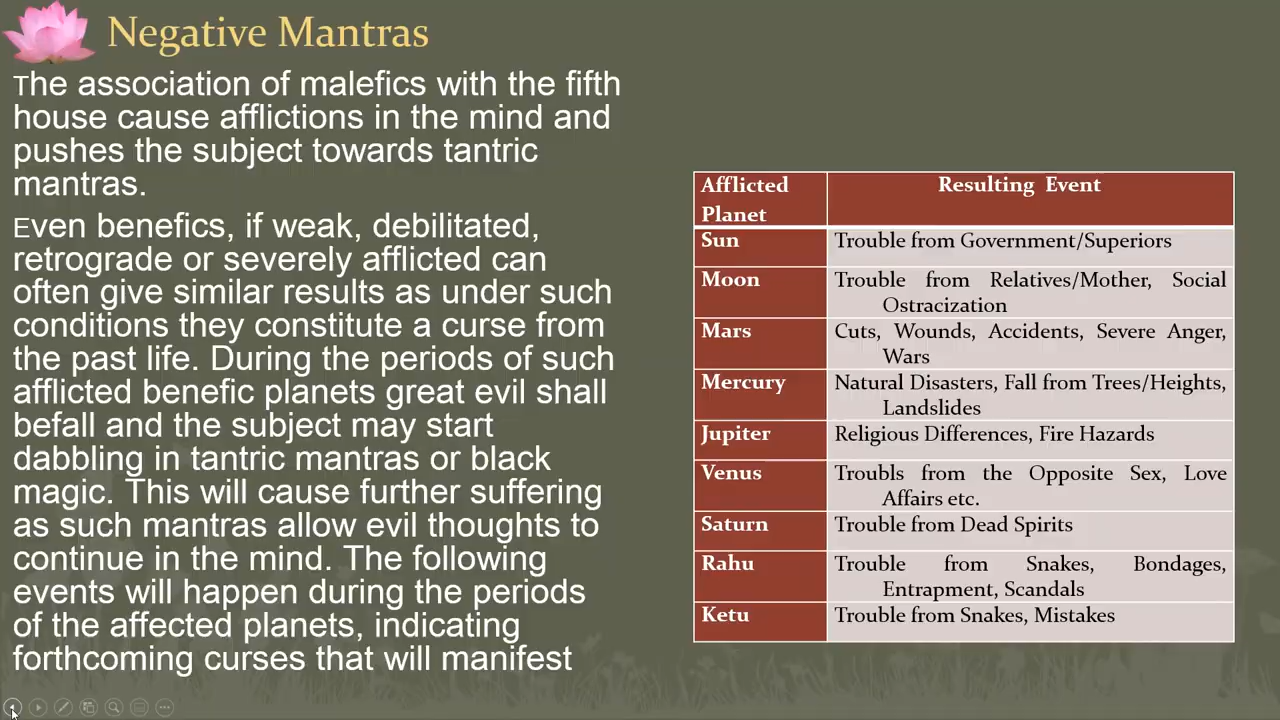 Negative Mantras
The association of malefics with the fifth
house cause afflictions in the mind and
pushes the subject towards tantric
mantras.
Even benefics, if weak, debilitated,
retrograde or severely afflicted can
often give similar results as under such
conditions they constitute a curse from
the past life. During the periods of such
afflicted benefic planets great evil shall
befall and the subject may start
dabbling in tantric mantras or black
magic. This will cause further suffering
as such mantras allow evil thoughts to
continue in the mind. The following
events will happen during the periods
of the affected planets, indicating
forthcoming curses that will manifest
Afflicted
Planet
Resulting Event
Sun
Trouble from Government/Superiors
Moon
Trouble from Relatives/Mother, Social
Ostracization
Mars
Cuts, Wounds, Accidents, Severe Anger,
Wars
Mercury
Natural Disasters, Fall from Trees/Heights,
Landslides
Jupiter
Religious Differences, Fire Hazards
Venus
Troubls from the Opposite Sex, Love
Affairs etc.
Saturn
Trouble from Dead Spirits
Rahu
Trouble from Snakes, Bondages,
Entrapment, Scandals
Ketu
Trouble from Snakes, Mistakes